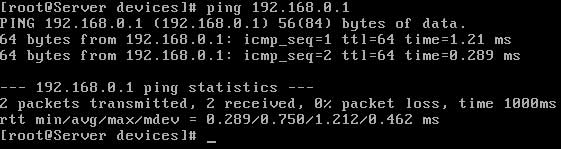 [root@Server devices]# ping 192.168.0.1
PING 192.168.0.1 (192.168.0.1) 56(84) bytes of data.
64 bytes from 192.168.0.1: icmp_seq=1 ttl=64 time=1.21 ms
64 bytes from 192.168.0.1: icmp_seq=2 ttl=64 time=0.289 ms

--- 192.168.0.1 ping statistics ---
2 packets transmitted, 2 received, 0% packet loss, time 1000ms
rtt min/avg/max/mdev = 0.289/0.750/1.212/0.462 ms
[root@Server devices]# _